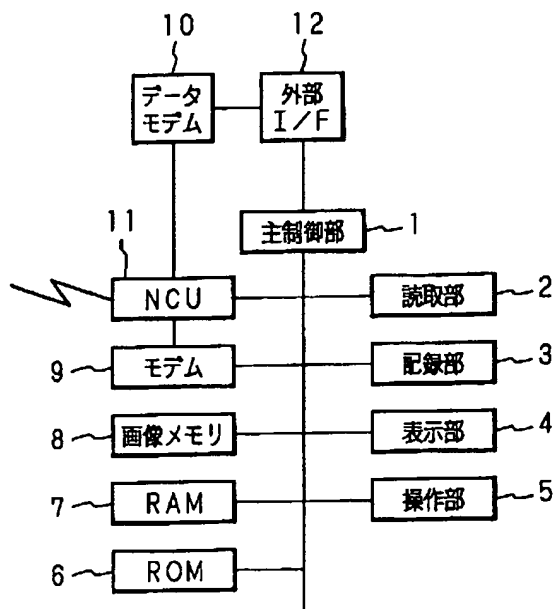 10
12
データ
モデム
外部
I/F
11
主制御部
1
NCU
読取部
2
9
モデム
記録部
3
8
画像メモリ
表示部
4
7
RAM
操作部
5
6
ROM